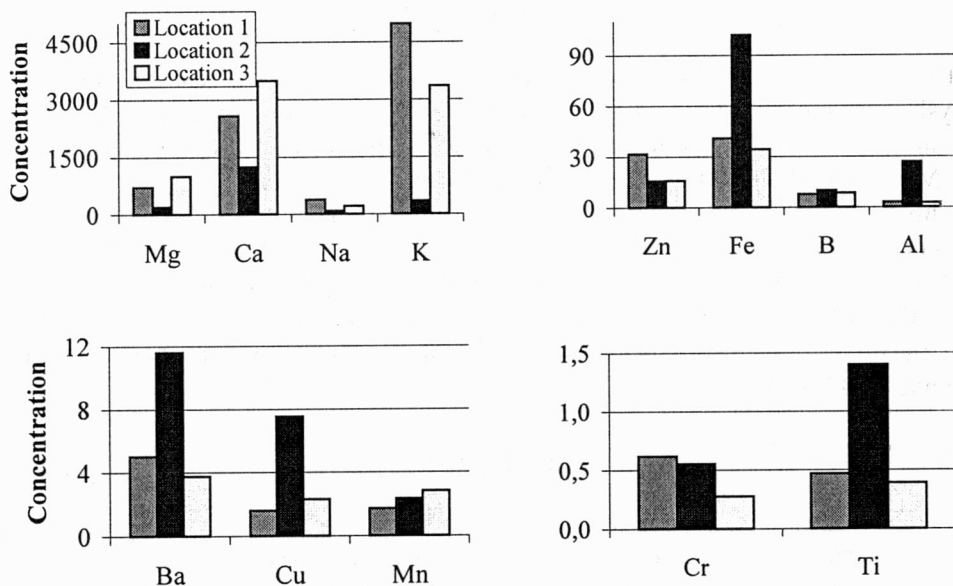 Concentration
4500
3000
1500
0
Location 1
Location 2
Location 3
Mg Ca Na K
90
60
30
0
Zn Fe B Al
Concentration
12
8
4
0
Ba Cu Mn
1,5
1,0
0,5
0,0
Cr Ti